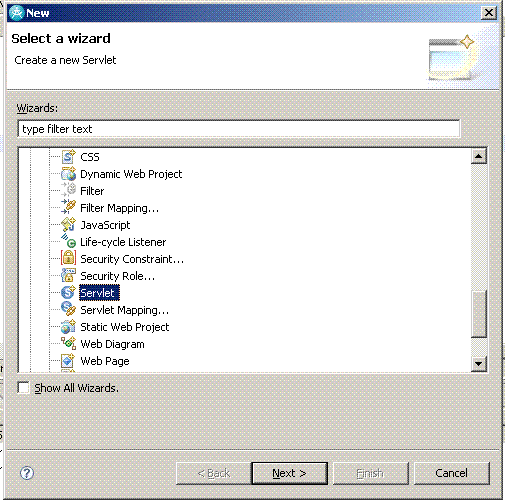 New
Select a wizard
Create a new Servlet
Wizards:
type filter text
CSS
Dynamic Web Project
Filter
Filter Mapping...
JavaScript
Life-cycle Listener
Security Constraint...
Security Role...
Servlet
Servlet Mapping...
Static Web Project
Web Diagram
Web Page
Show All Wizards.
< Back
Next >
Finish
Cancel